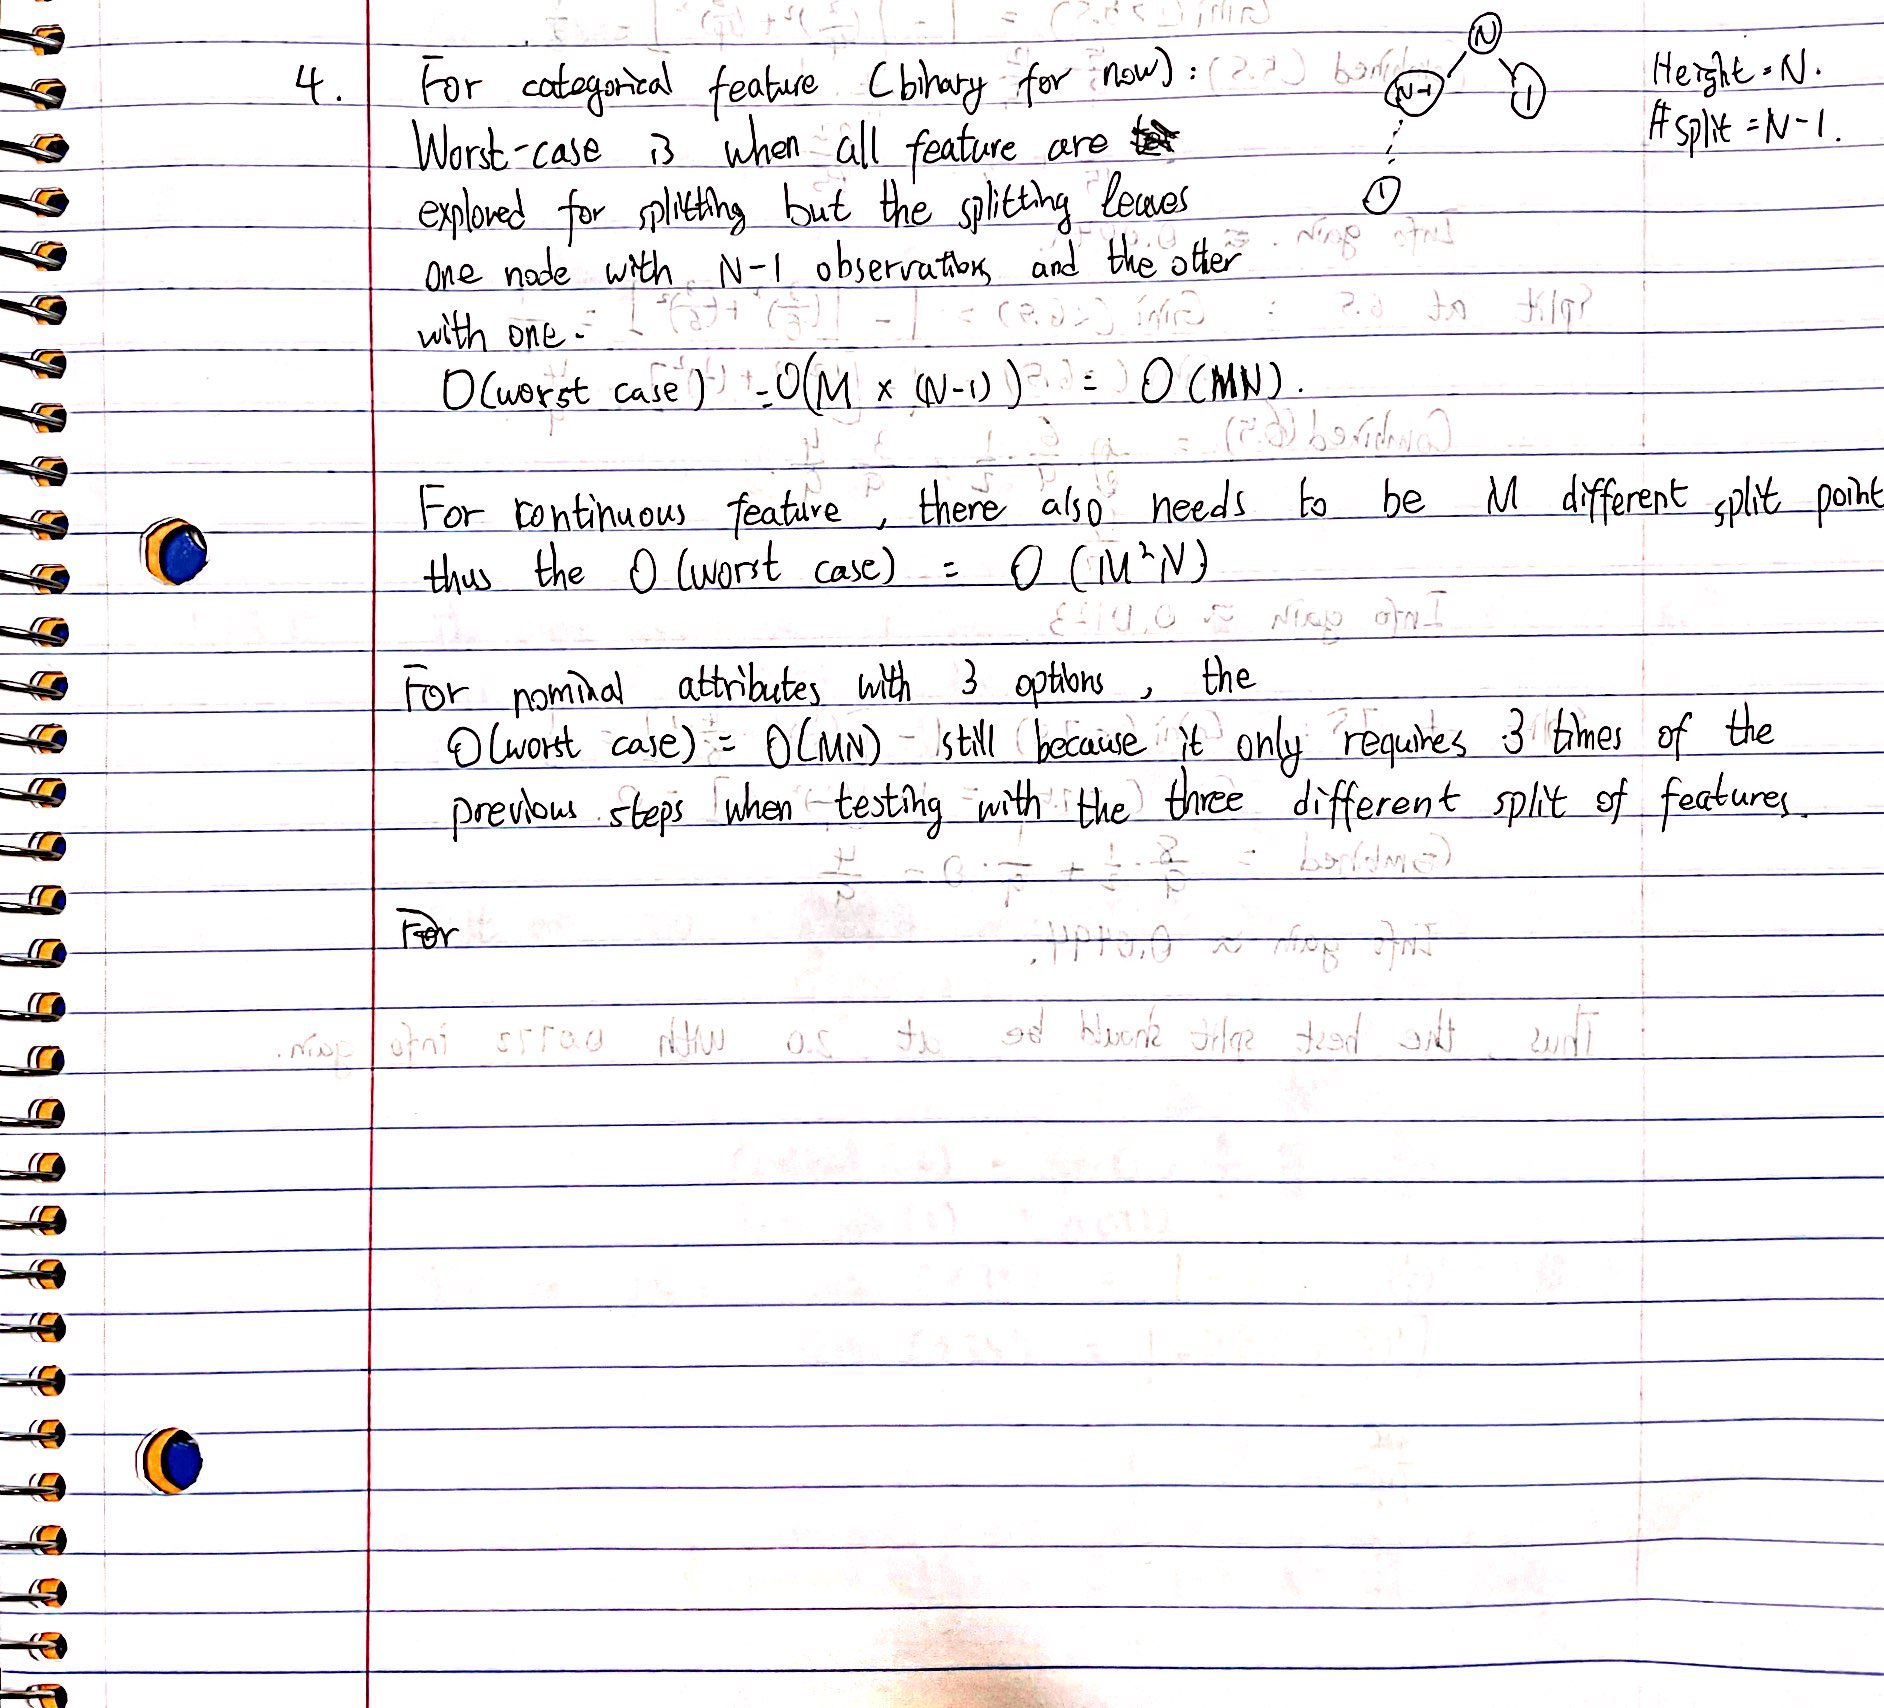 4. For categorical feature (binary for now):
Worst-case is when all feature are
explored for splitting but the splitting leaves
one node with N-1 observations and the other
with one.
O(worst case) = O(M × (N-1)) = O(MN).
N
N-1 1
1
Height = N.
# split = N-1.
For continuous feature, there also needs to be M different split point
thus the O(worst case) = O(M²N)
For nominal attributes with 3 options, the
O(worst case) = O(MN) still because it only requires 3 times of the
previous steps when testing with the three different split of features.
For